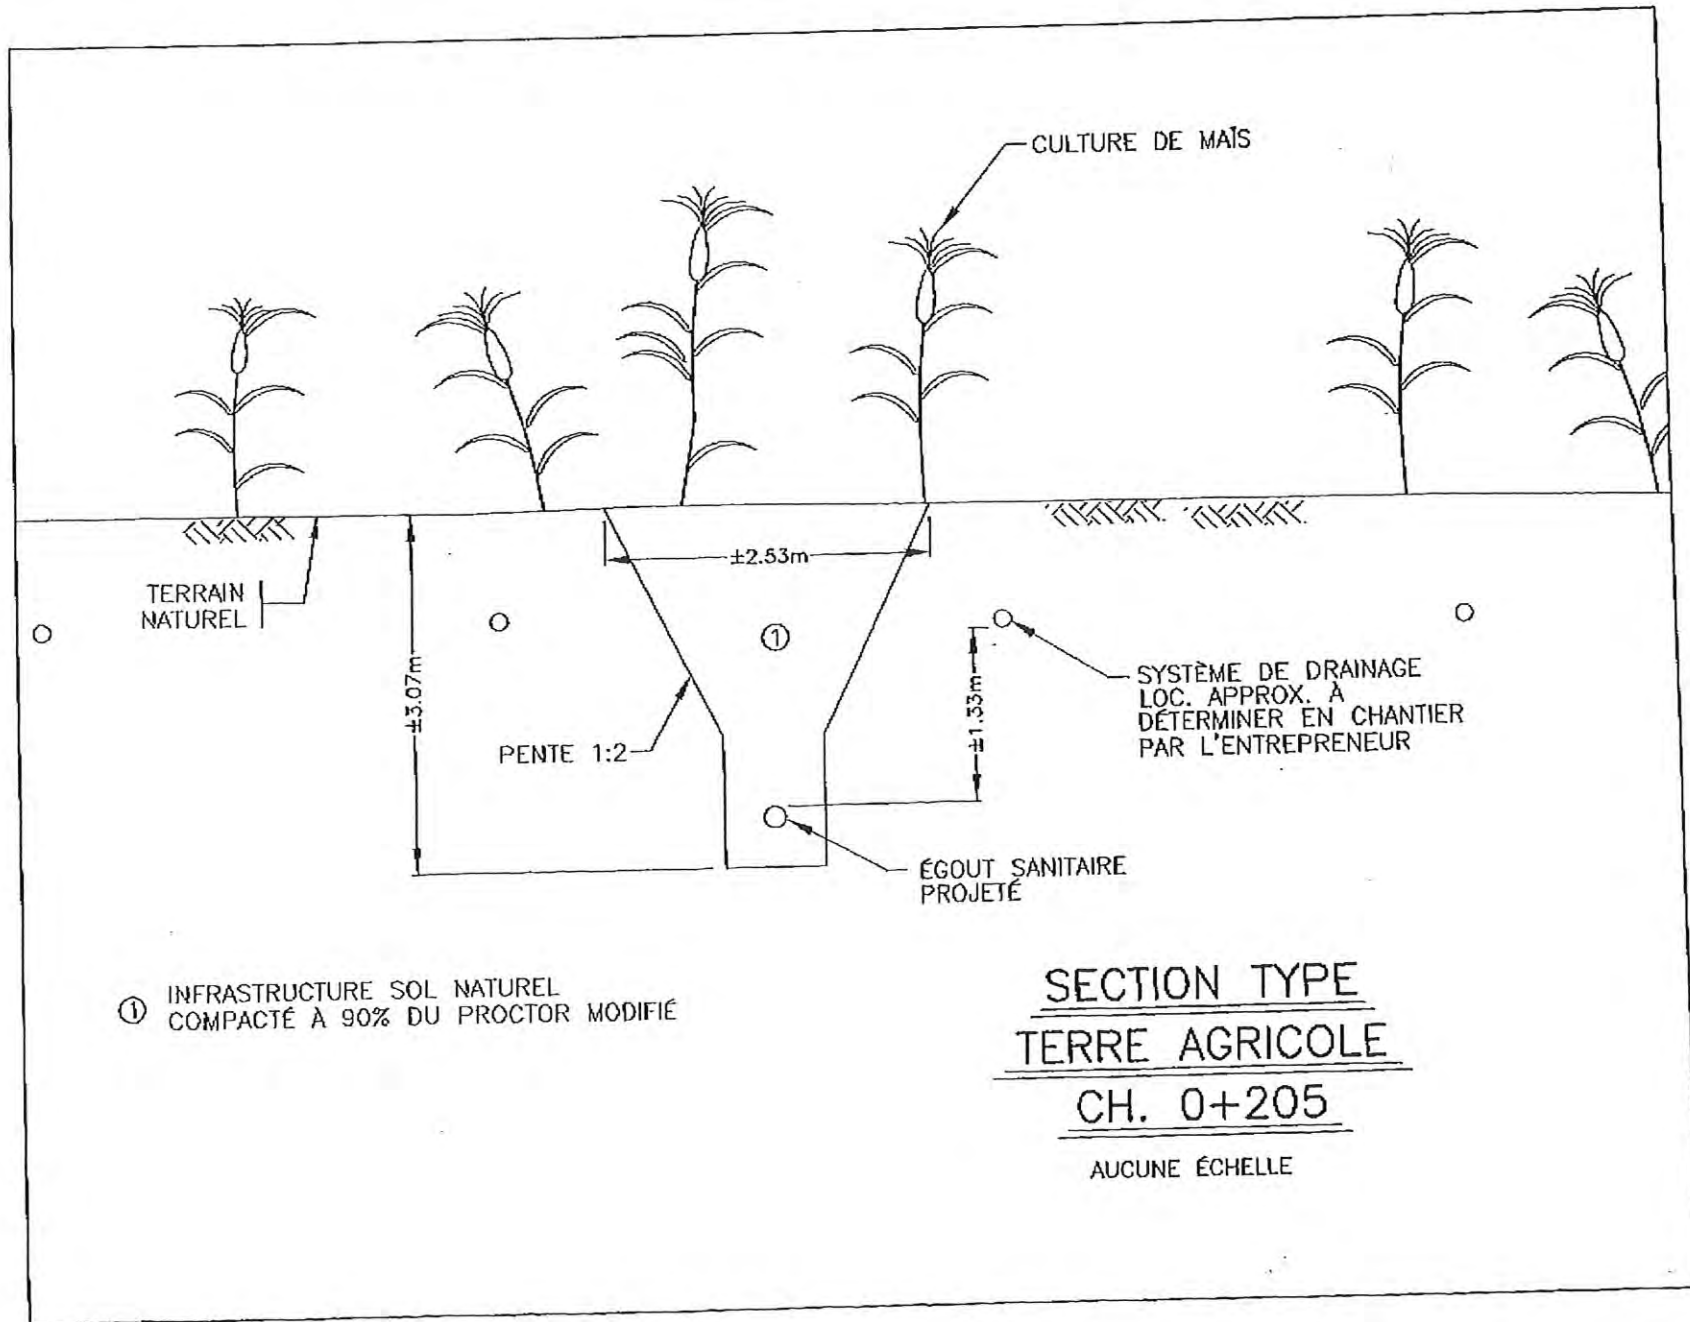 CULTURE DE MAÏS
±2.53m
TERRAIN
NATUREL
±3.07m
1
PENTE 1:2
±1.33m
SYSTÈME DE DRAINAGE
LOC. APPROX. À
DÉTERMINER EN CHANTIER
PAR L'ENTREPRENEUR
ÉGOUT SANITAIRE
PROJETÉ
1 INFRASTRUCTURE SOL NATUREL
COMPACTÉ À 90% DU PROCTOR MODIFIÉ
SECTION TYPE
TERRE AGRICOLE
CH. 0+205
AUCUNE ÉCHELLE